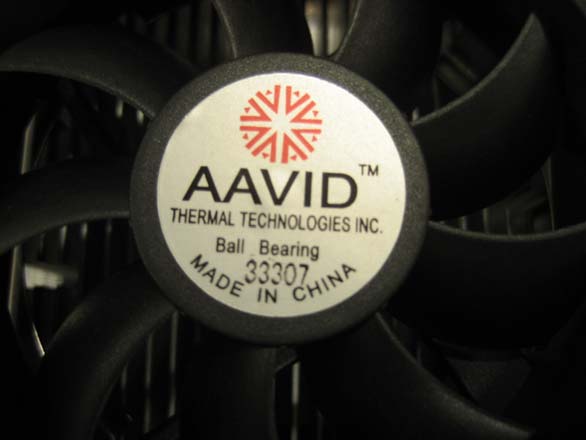 AAVID™
THERMAL TECHNOLOGIES INC.
Ball Bearing
33307
MADE IN CHINA